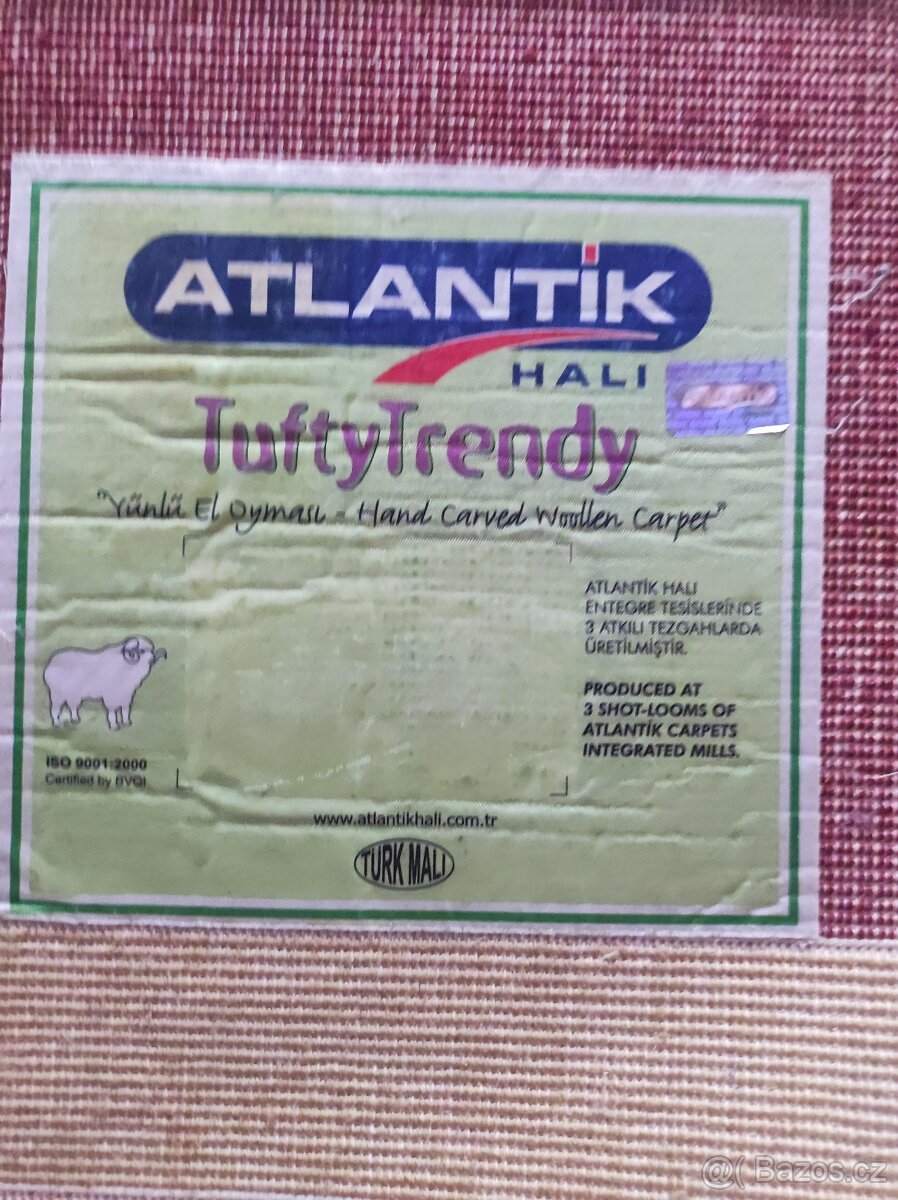 ATLANTİK
HALI
TuftyTrendy
"Yünlü El Oyması - Hand Carved Woollen Carpet"
ATLANTİK HALI
ENTEGRE TESİSLERİNDE
3 ATKILI TEZGAHLARDA
ÜRETİLMİŞTİR.
PRODUCED AT
3 SHOT-LOOMS OF
ATLANTİK CARPETS
INTEGRATED MILLS.
ISO 9001:2000
Certified by BVQI
www.atlantikhali.com.tr
TÜRK MALI
@( Bazos.cz